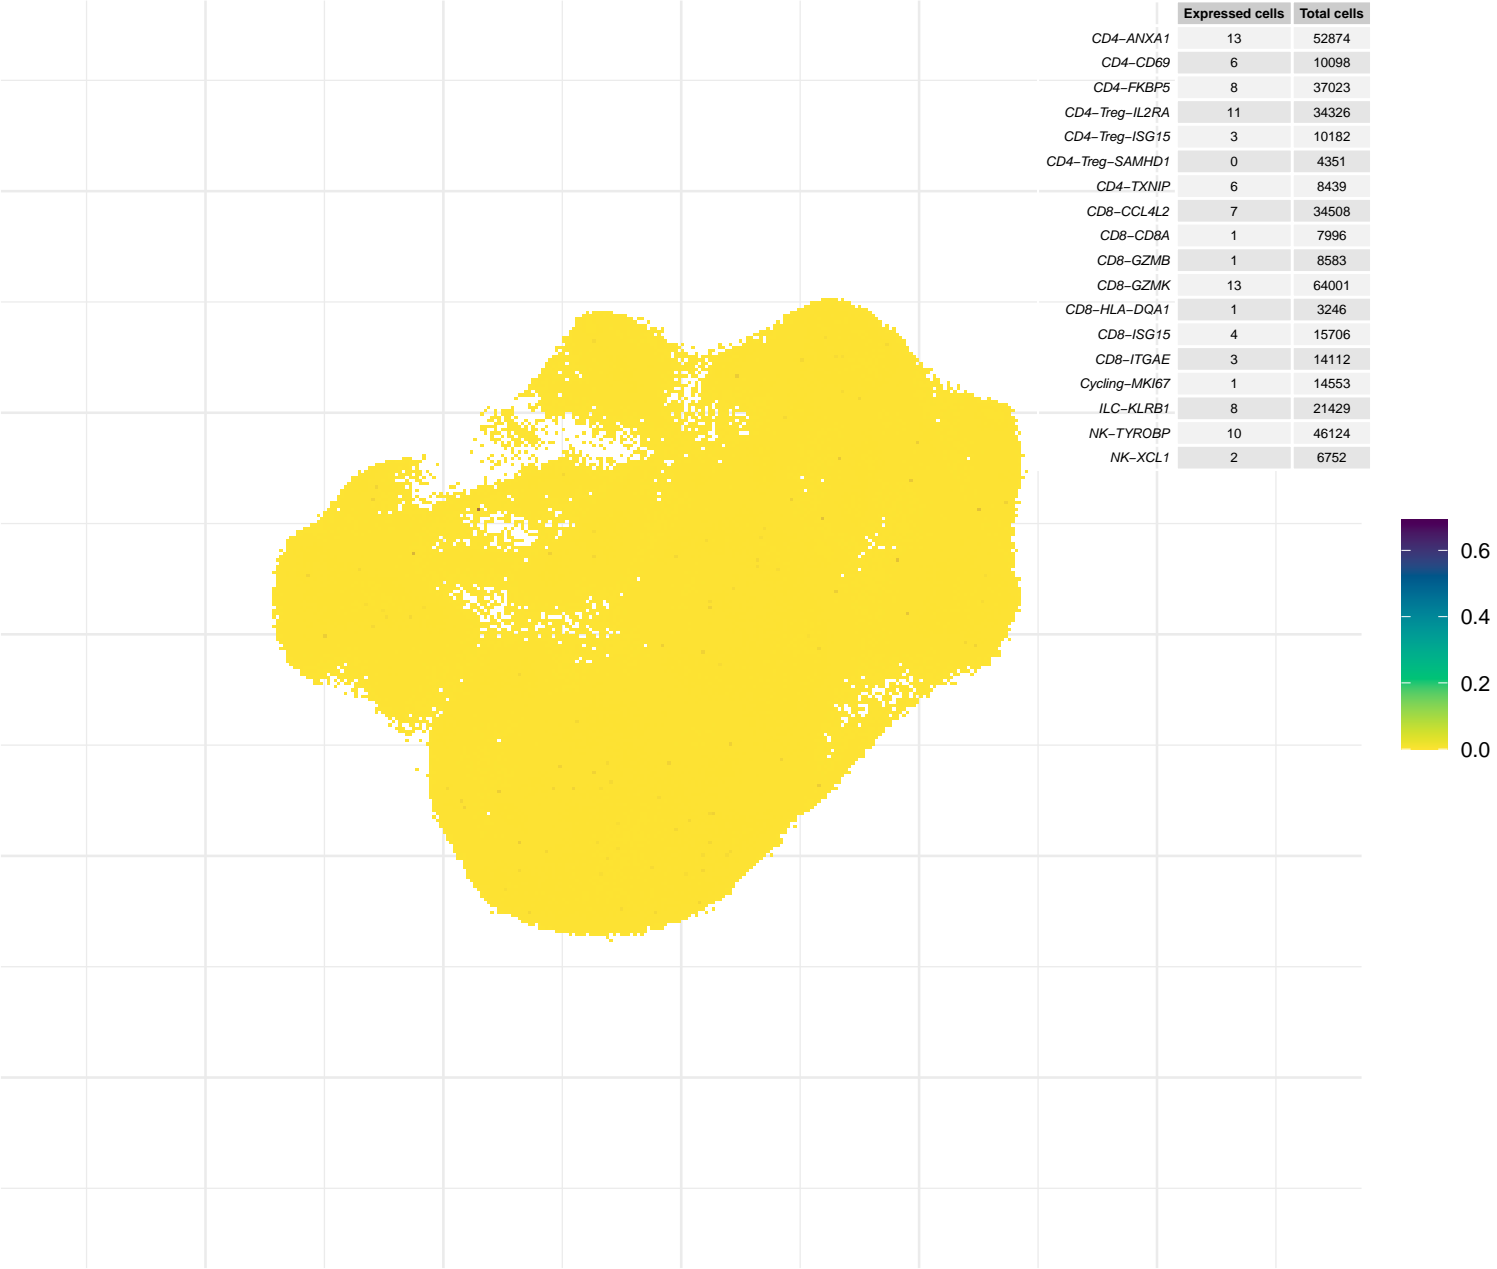 Expressed cells Total cells
CD4−ANXA1 13 52874
CD4−CD69 6 10098
CD4−FKBP5 8 37023
CD4−Treg−IL2RA 11 34326
CD4−Treg−ISG15 3 10182
CD4−Treg−SAMHD1 0 4351
CD4−TXNIP 6 8439
CD8−CCL4L2 7 34508
CD8−CD8A 1 7996
CD8−GZMB 1 8583
CD8−GZMK 13 64001
CD8−HLA−DQA1 1 3246
CD8−ISG15 4 15706
CD8−ITGAE 3 14112
Cycling−MKI67 1 14553
ILC−KLRB1 8 21429
NK−TYROBP 10 46124
NK−XCL1 2 6752
0.6
0.4
0.2
0.0